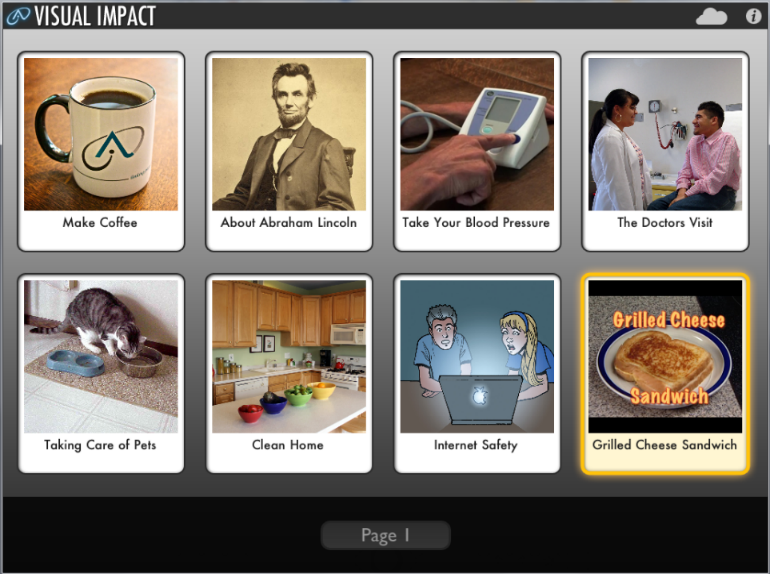 VISUAL IMPACT
i
Make Coffee
About Abraham Lincoln
Take Your Blood Pressure
The Doctors Visit
Grilled Cheese
Sandwich
Taking Care of Pets
Clean Home
Internet Safety
Grilled Cheese Sandwich
Page 1